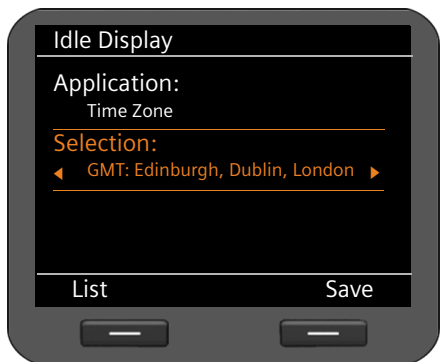 Idle Display
Application:
Time Zone
Selection:
GMT: Edinburgh, Dublin, London
List Save